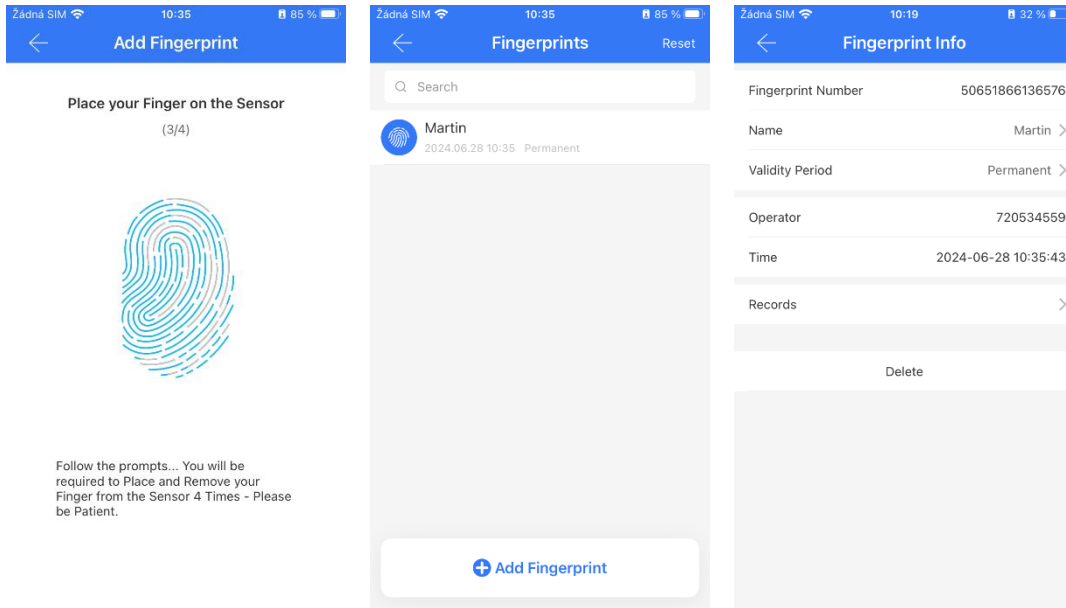 Žádná SIM 10:35 85 %
Add Fingerprint
Place your Finger on the Sensor
(3/4)
Follow the prompts... You will be
required to Place and Remove your
Finger from the Sensor 4 Times - Please
be Patient.
Žádná SIM 10:35 85 %
Fingerprints Reset
Search
Martin
2024.06.28 10:35 Permanent
Add Fingerprint
Žádná SIM 10:19 32 %
Fingerprint Info
Fingerprint Number 50651866136576
Name Martin
Validity Period Permanent
Operator 720534559
Time 2024-06-28 10:35:43
Records
Delete